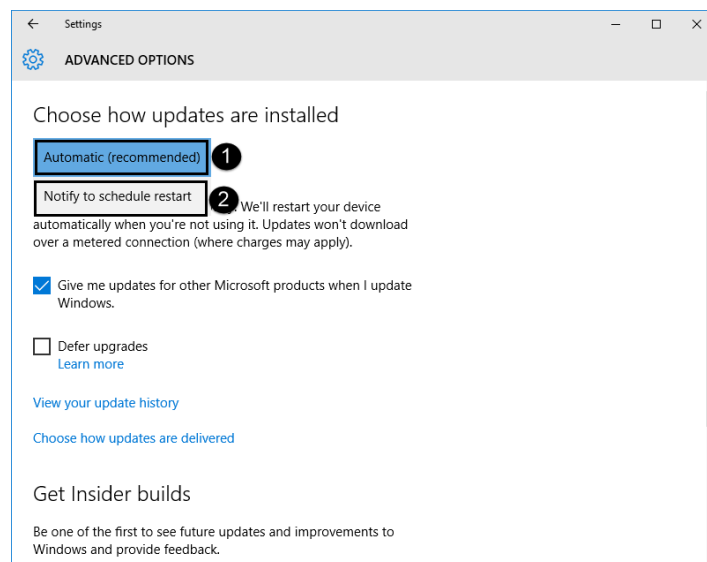 Settings
ADVANCED OPTIONS
Choose how updates are installed
Automatic (recommended) 1
Notify to schedule restart 2
We'll restart your device
automatically when you're not using it. Updates won't download
over a metered connection (where charges may apply).
Give me updates for other Microsoft products when I update
Windows.
Defer upgrades
Learn more
View your update history
Choose how updates are delivered
Get Insider builds
Be one of the first to see future updates and improvements to
Windows and provide feedback.